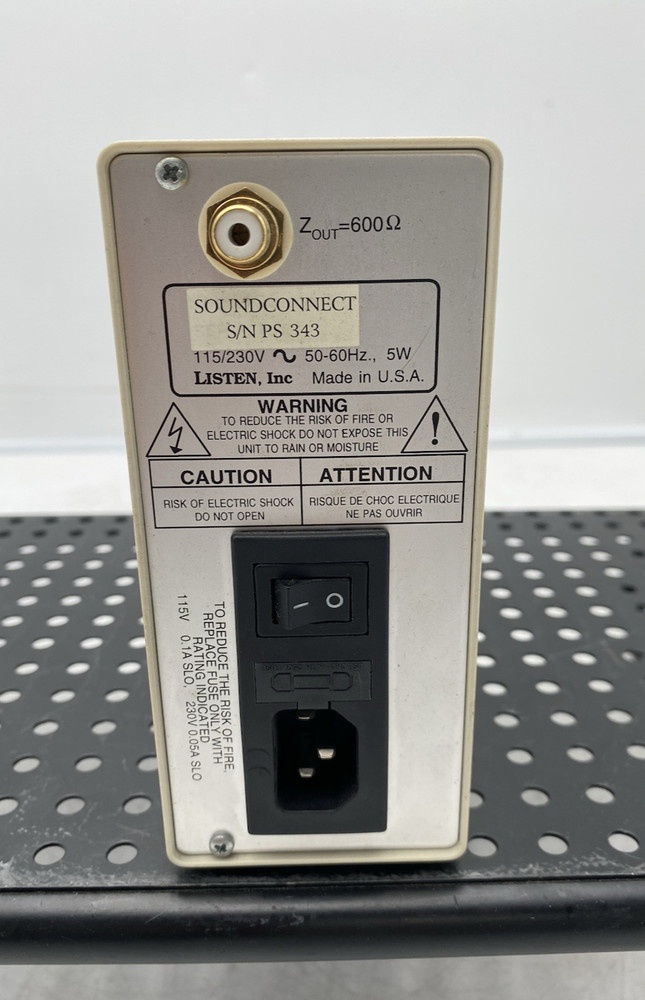 Z_OUT=600Ω
SOUNDCONNECT
S/N PS 343
115/230V ~ 50-60Hz., 5W
LISTEN, Inc Made in U.S.A.
WARNING
TO REDUCE THE RISK OF FIRE OR
ELECTRIC SHOCK DO NOT EXPOSE THIS
UNIT TO RAIN OR MOISTURE
!
CAUTION
RISK OF ELECTRIC SHOCK
DO NOT OPEN
ATTENTION
RISQUE DE CHOC ELECTRIQUE
NE PAS OUVRIR
I O
TO REDUCE THE RISK OF FIRE.
REPLACE FUSE ONLY WITH
RATING INDICATED
115V 0.1A SLO, 230V 0.05A SLO